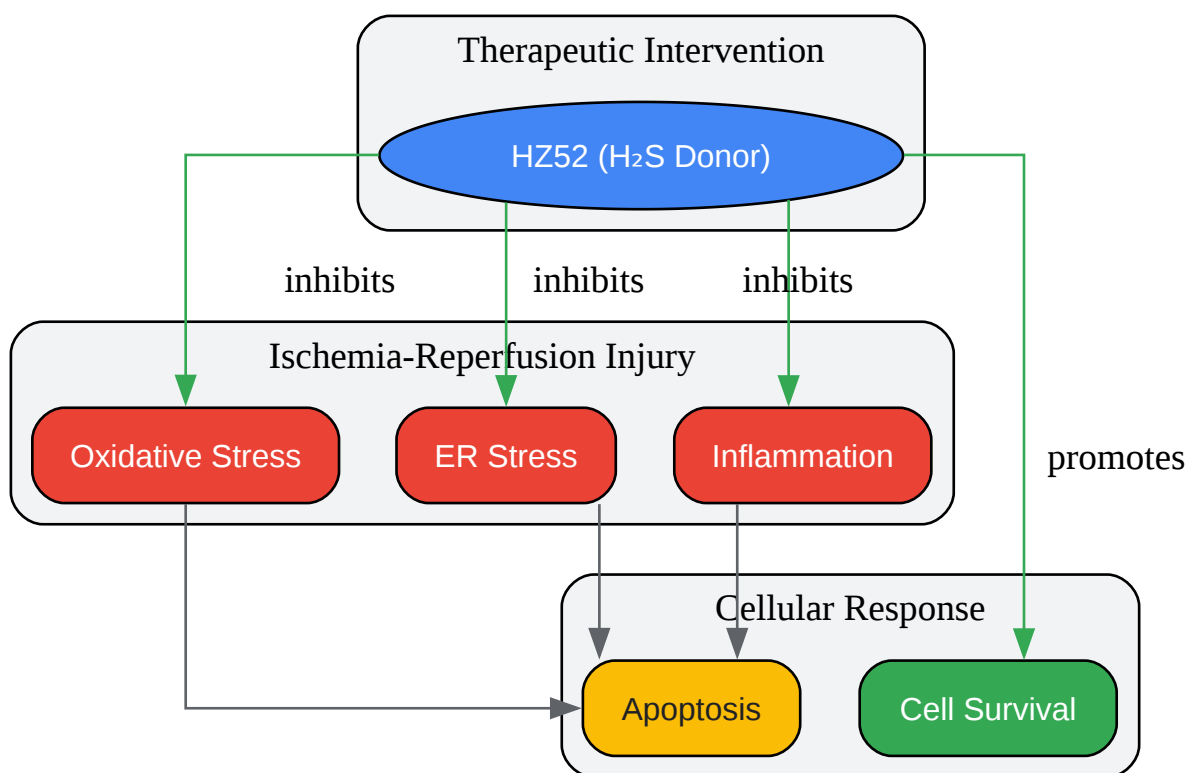 Therapeutic Intervention
HZ52 (H₂S Donor)
inhibits
inhibits
inhibits
Ischemia-Reperfusion Injury
Oxidative Stress
ER Stress
Inflammation
promotes
Cellular Response
Apoptosis
Cell Survival